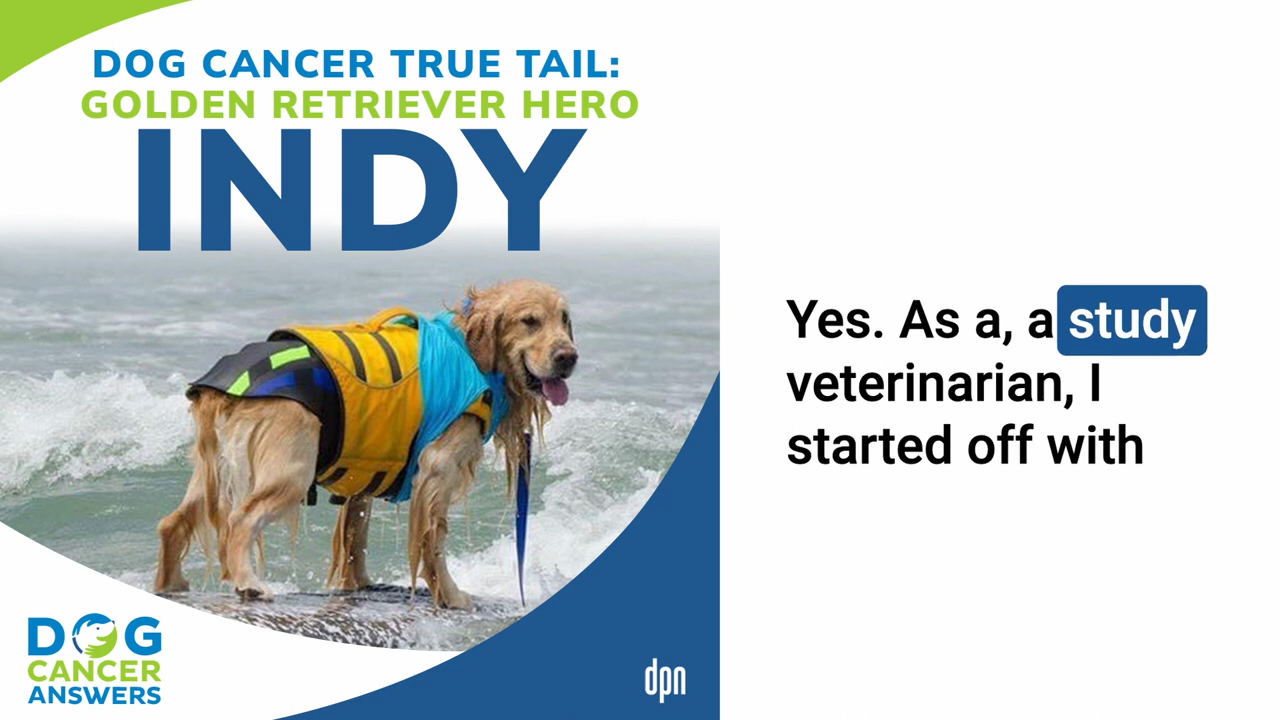 DOG CANCER TRUE TAIL:
GOLDEN RETRIEVER HERO
INDY
Yes. As a, a study
veterinarian, I
started off with
DOG
CANCER
ANSWERS
dpn